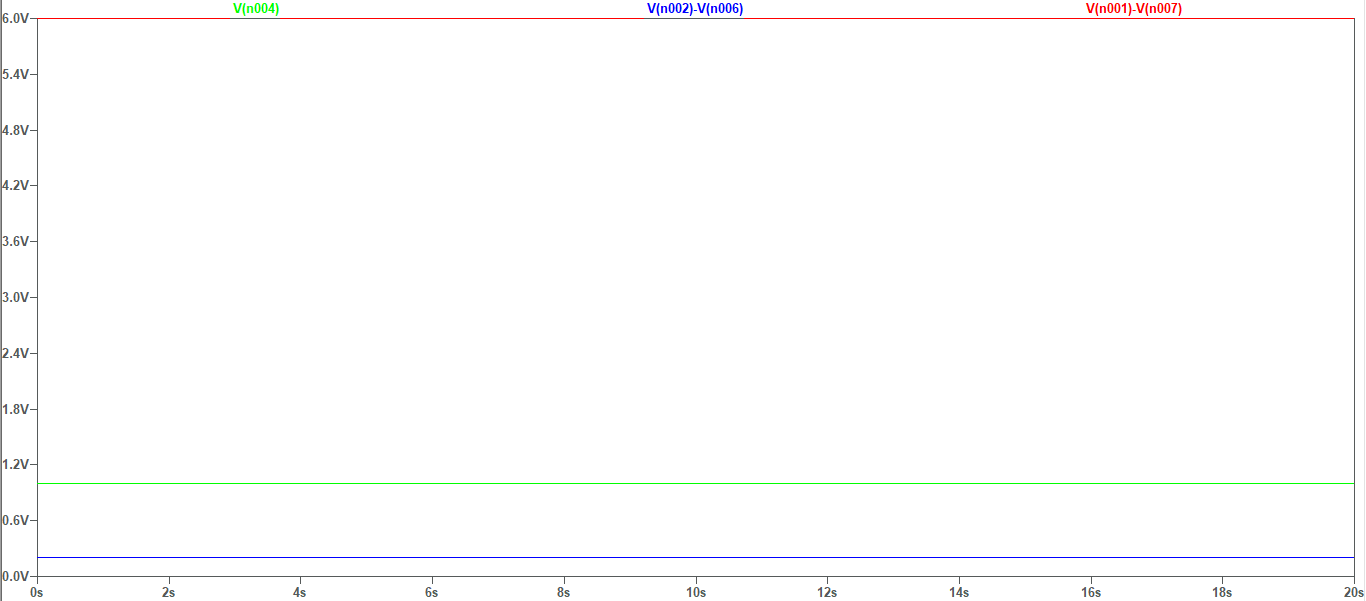 V(n004) V(n002)-V(n006) V(n001)-V(n007)
6.0V
5.4V
4.8V
4.2V
3.6V
3.0V
2.4V
1.8V
1.2V
0.6V
0.0V
0s 2s 4s 6s 8s 10s 12s 14s 16s 18s 20s